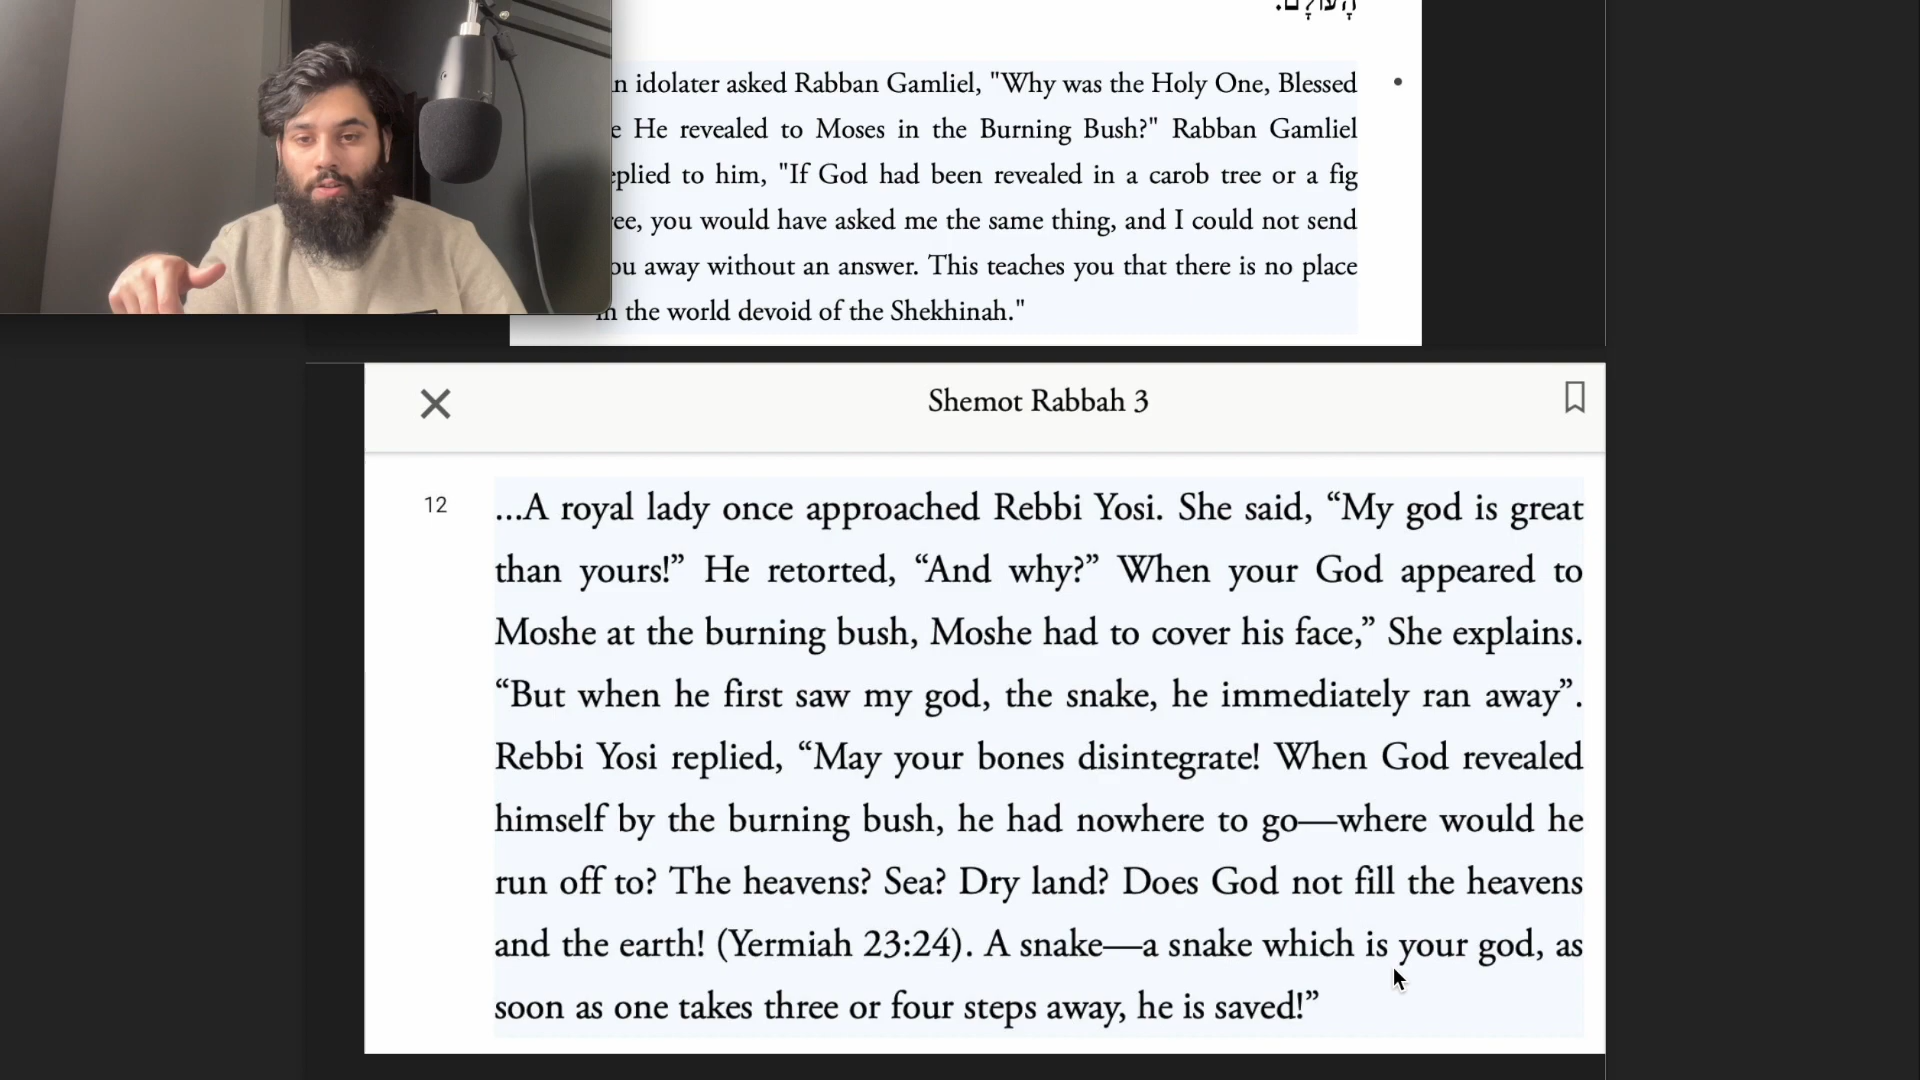 הָעוֹלָם.
n idolater asked Rabban Gamliel, "Why was the Holy One, Blessed
e He revealed to Moses in the Burning Bush?" Rabban Gamliel
eplied to him, "If God had been revealed in a carob tree or a fig
ree, you would have asked me the same thing, and I could not send
ou away without an answer. This teaches you that there is no place
in the world devoid of the Shekhinah."
Shemot Rabbah 3
12
...A royal lady once approached Rebbi Yosi. She said, “My god is great
than yours!” He retorted, “And why?” When your God appeared to
Moshe at the burning bush, Moshe had to cover his face,” She explains.
“But when he first saw my god, the snake, he immediately ran away”.
Rebbi Yosi replied, “May your bones disintegrate! When God revealed
himself by the burning bush, he had nowhere to go—where would he
run off to? The heavens? Sea? Dry land? Does God not fill the heavens
and the earth! (Yermiah 23:24). A snake—a snake which is your god, as
soon as one takes three or four steps away, he is saved!”